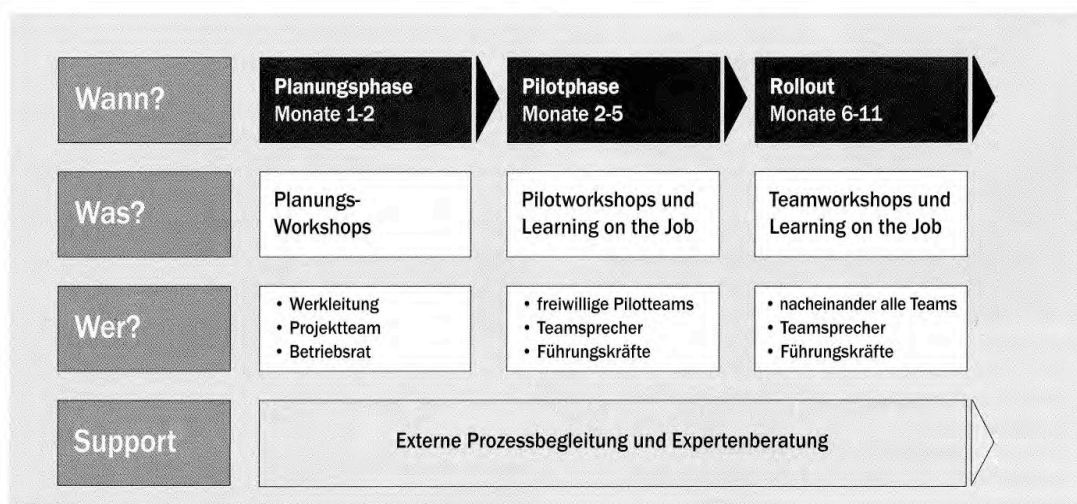 Wann?
Planungsphase
Monate 1-2
Pilotphase
Monate 2-5
Rollout
Monate 6-11
Was?
Planungs-
Workshops
Pilotworkshops und
Learning on the Job
Teamworkshops und
Learning on the Job
Wer?
• Werkleitung
• Projektteam
• Betriebsrat
• freiwillige Pilotteams
• Teamsprecher
• Führungskräfte
• nacheinander alle Teams
• Teamsprecher
• Führungskräfte
Support
Externe Prozessbegleitung und Expertenberatung